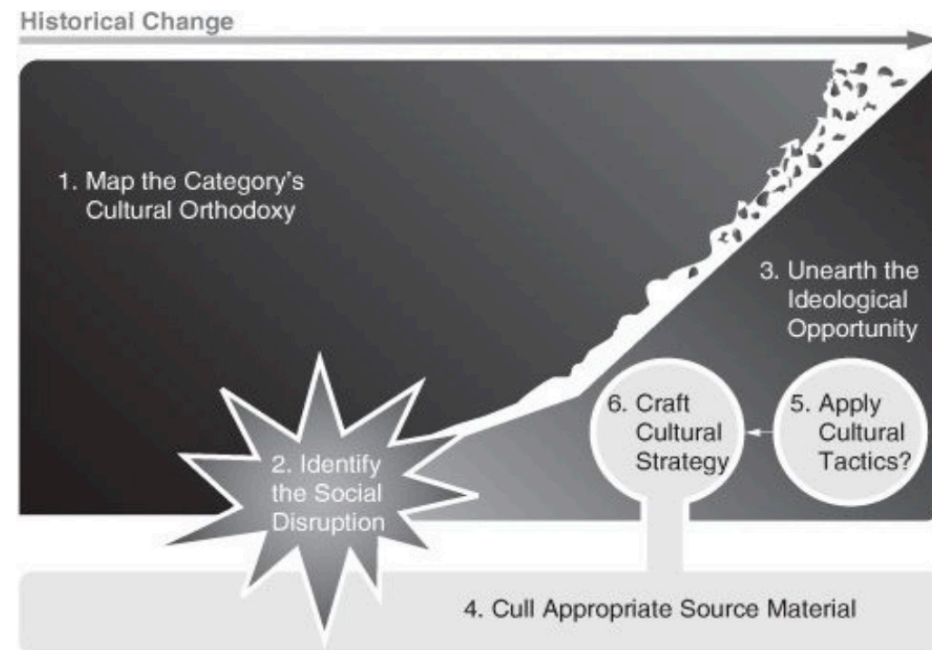 Historical Change
1. Map the Category's
Cultural Orthodoxy
2. Identify
the Social
Disruption
3. Unearth the
Ideological
Opportunity
6. Craft
Cultural
Strategy
5. Apply
Cultural
Tactics?
4. Cull Appropriate Source Material